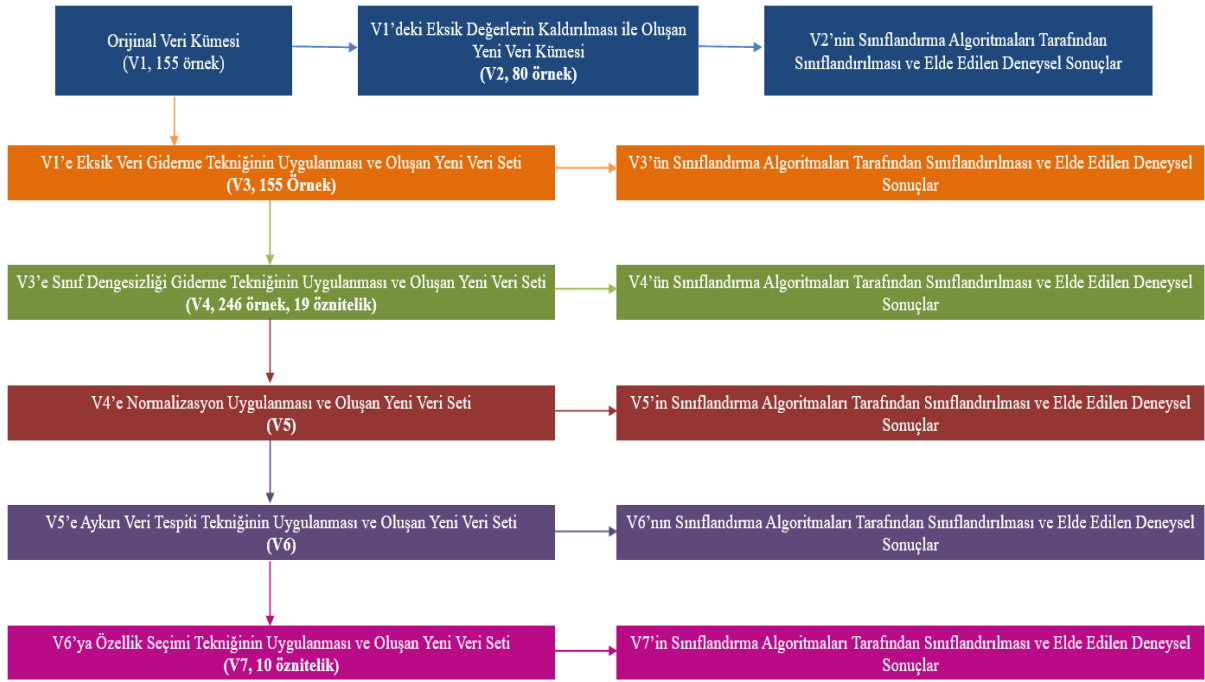 Orijinal Veri Kümesi
(V1, 155 örnek)
V1’deki Eksik Değerlerin Kaldırılması ile Oluşan
Yeni Veri Kümesi
(V2, 80 örnek)
V2’nin Sınıflandırma Algoritmaları Tarafından
Sınıflandırılması ve Elde Edilen Deneysel Sonuçlar
V1’e Eksik Veri Giderme Tekniğinin Uygulanması ve Oluşan Yeni Veri Seti
(V3, 155 Örnek)
V3’ün Sınıflandırma Algoritmaları Tarafından Sınıflandırılması ve Elde Edilen Deneysel
Sonuçlar
V3’e Sınıf Dengesizliği Giderme Tekniğinin Uygulanması ve Oluşan Yeni Veri Seti
(V4, 246 örnek, 19 öznitelik)
V4’ün Sınıflandırma Algoritmaları Tarafından Sınıflandırılması ve Elde Edilen Deneysel
Sonuçlar
V4’e Normalizasyon Uygulanması ve Oluşan Yeni Veri Seti
(V5)
V5’in Sınıflandırma Algoritmaları Tarafından Sınıflandırılması ve Elde Edilen Deneysel
Sonuçlar
V5’e Aykırı Veri Tespiti Tekniğinin Uygulanması ve Oluşan Yeni Veri Seti
(V6)
V6’nın Sınıflandırma Algoritmaları Tarafından Sınıflandırılması ve Elde Edilen Deneysel
Sonuçlar
V6’ya Özellik Seçimi Tekniğinin Uygulanması ve Oluşan Yeni Veri Seti
(V7, 10 öznitelik)
V7’in Sınıflandırma Algoritmaları Tarafından Sınıflandırılması ve Elde Edilen Deneysel
Sonuçlar